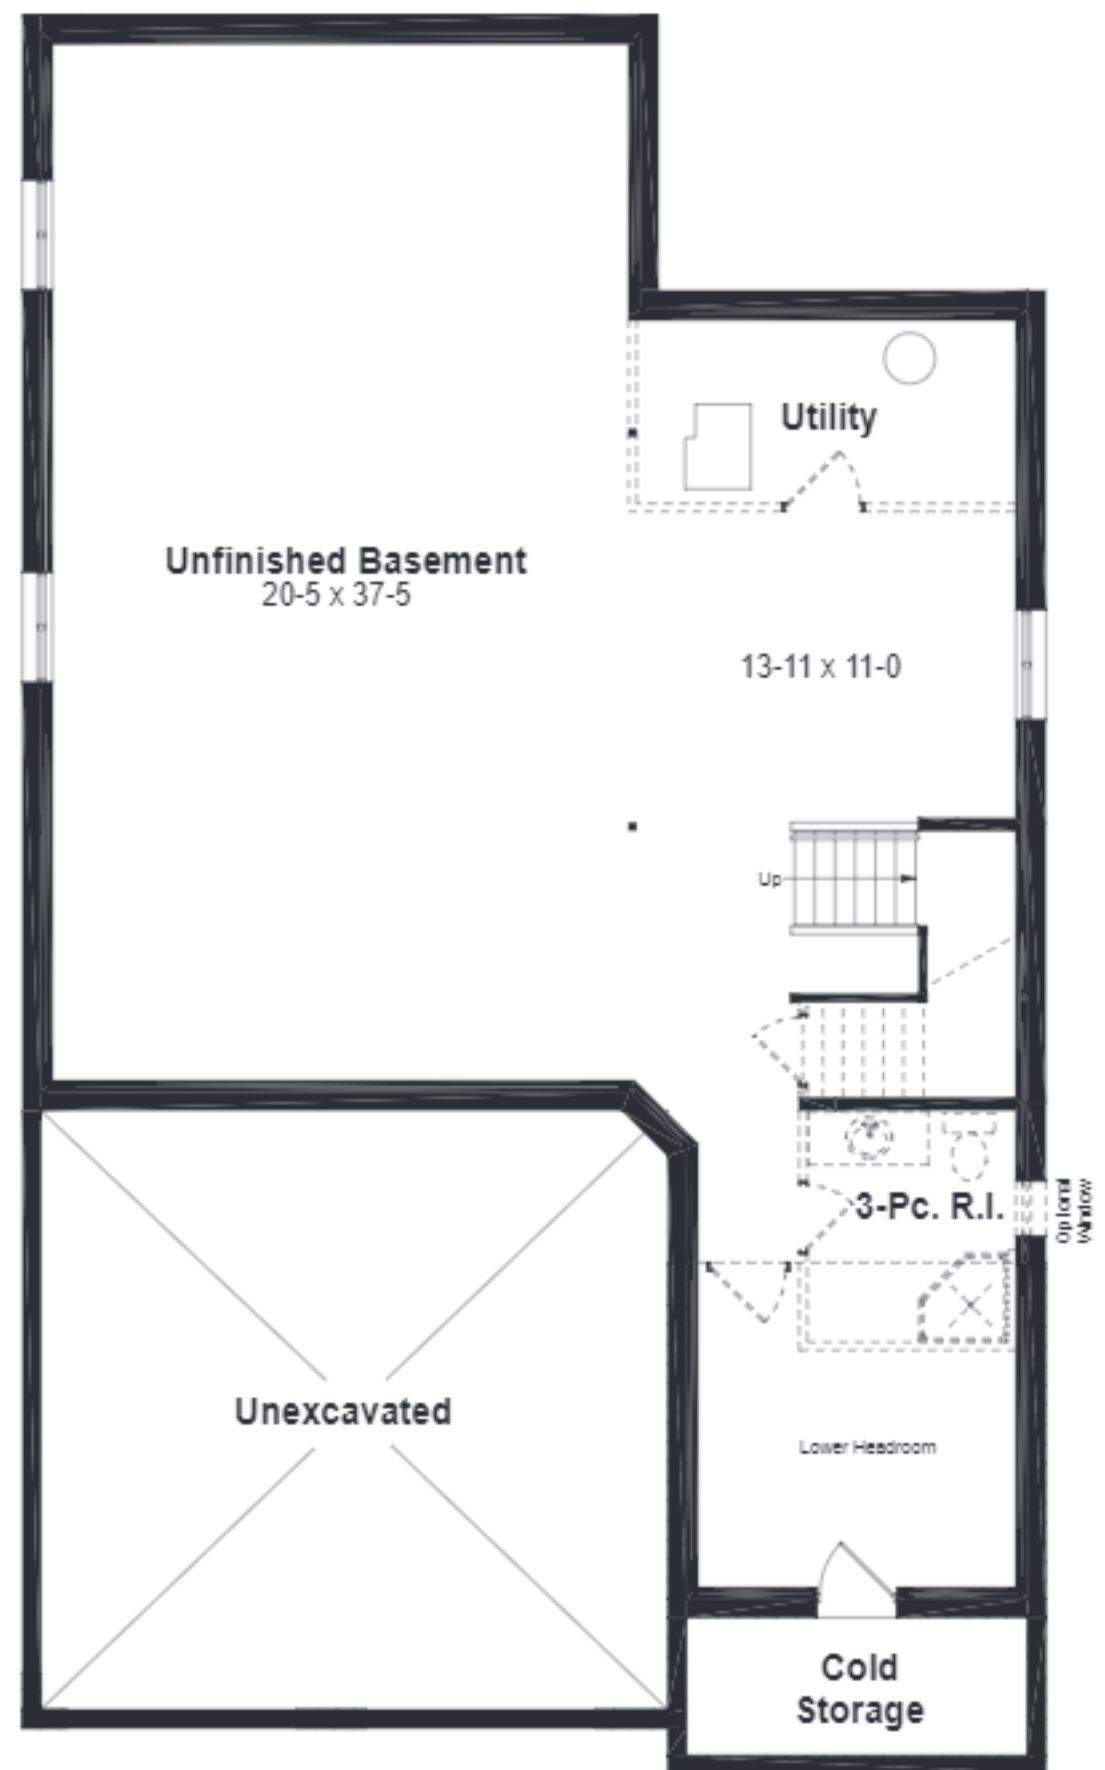 Utility
Unfinished Basement
20-5 x 37-5
13-11 x 11-0
Up
3-Pc. R.I.
Optional
Window
Unexcavated
Lower Headroom
Cold
Storage